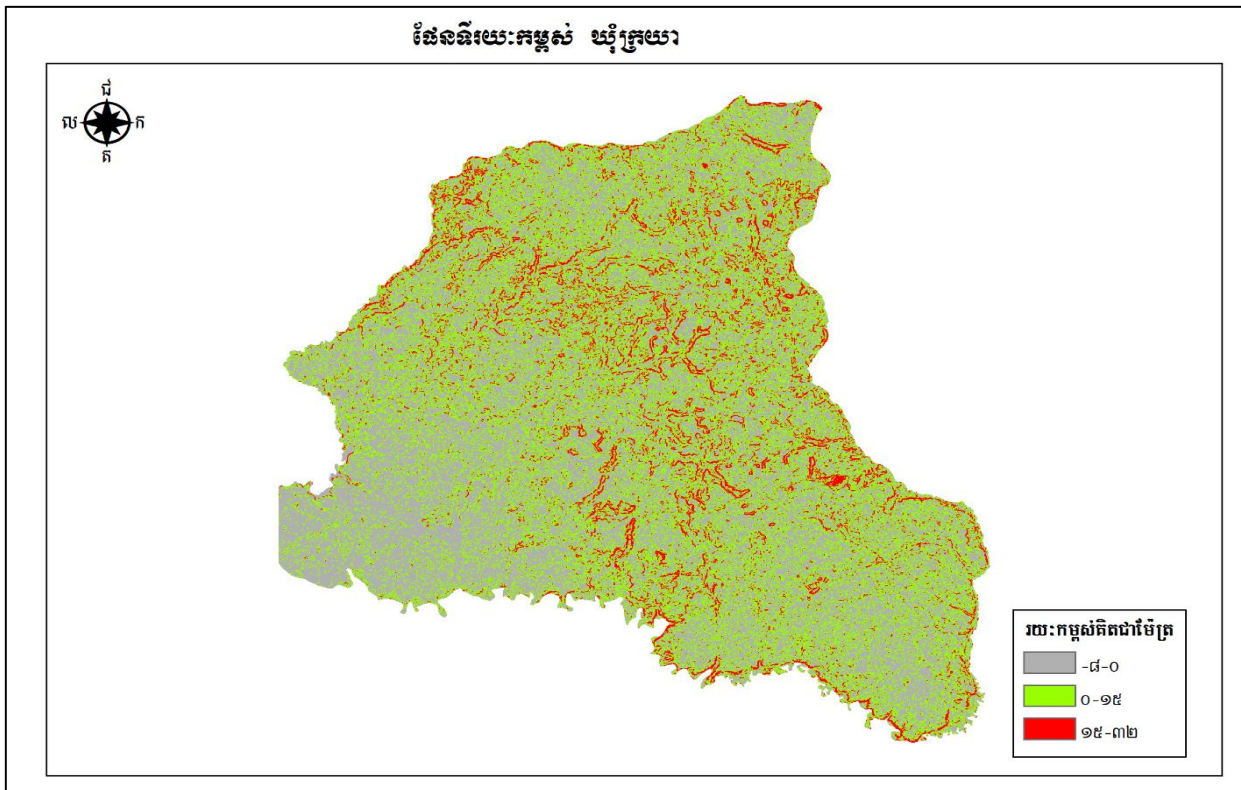 ផែនទីរយៈកម្ពស់ ឃុំក្រយា
ជ
ល ក
ត
រយៈកម្ពស់គិតជាម៉ែត្រ
-៨-០
០-១៥
១៥-៣២